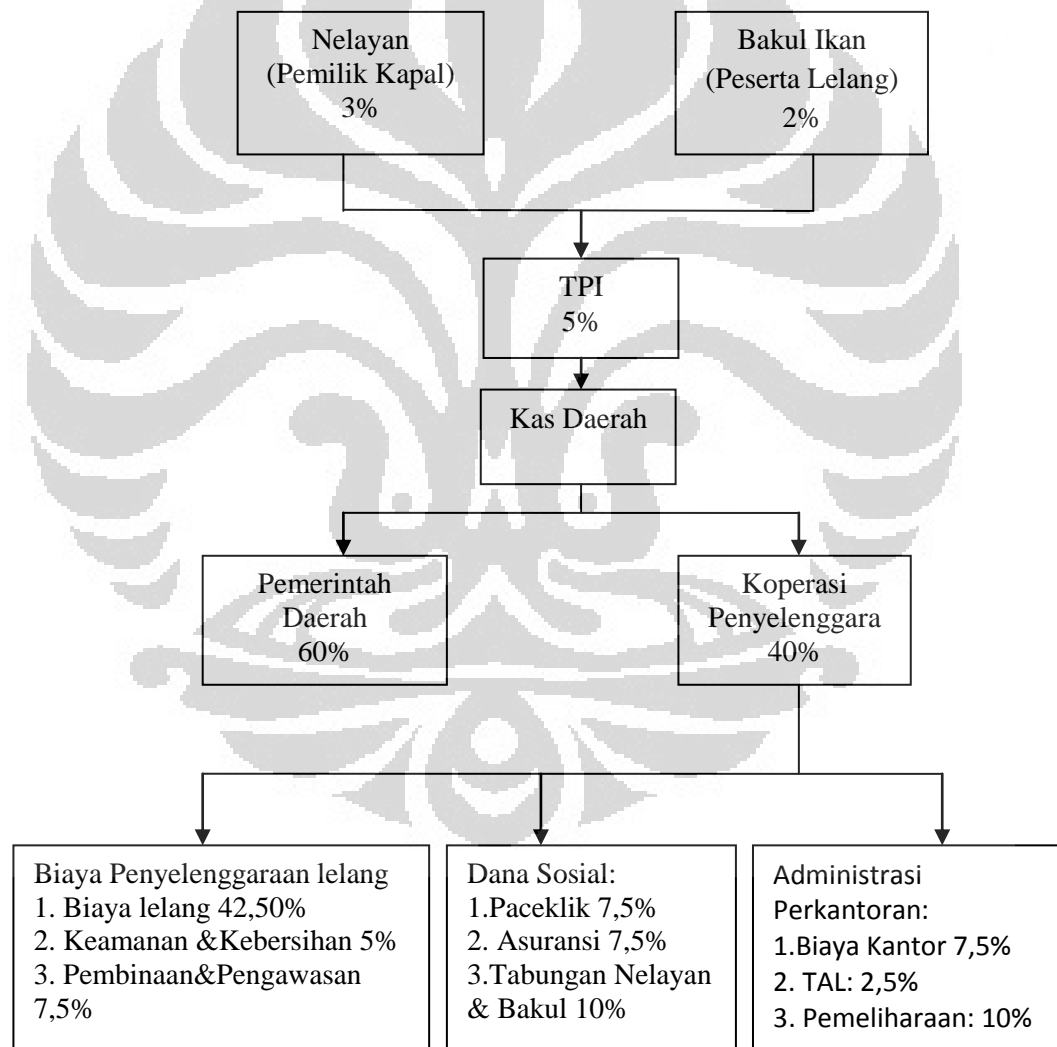 Nelayan
(Pemilik Kapal)
3%
Bakul Ikan
(Peserta Lelang)
2%
TPI
5%
Kas Daerah
Pemerintah
Daerah
60%
Koperasi
Penyelenggara
40%
Biaya Penyelenggaraan lelang
1. Biaya lelang 42,50%
2. Keamanan &Kebersihan 5%
3. Pembinaan&Pengawasan
7,5%
Dana Sosial:
1.Paceklik 7,5%
2. Asuransi 7,5%
3.Tabungan Nelayan
& Bakul 10%
Administrasi
Perkantoran:
1.Biaya Kantor 7,5%
2. TAL: 2,5%
3. Pemeliharaan: 10%